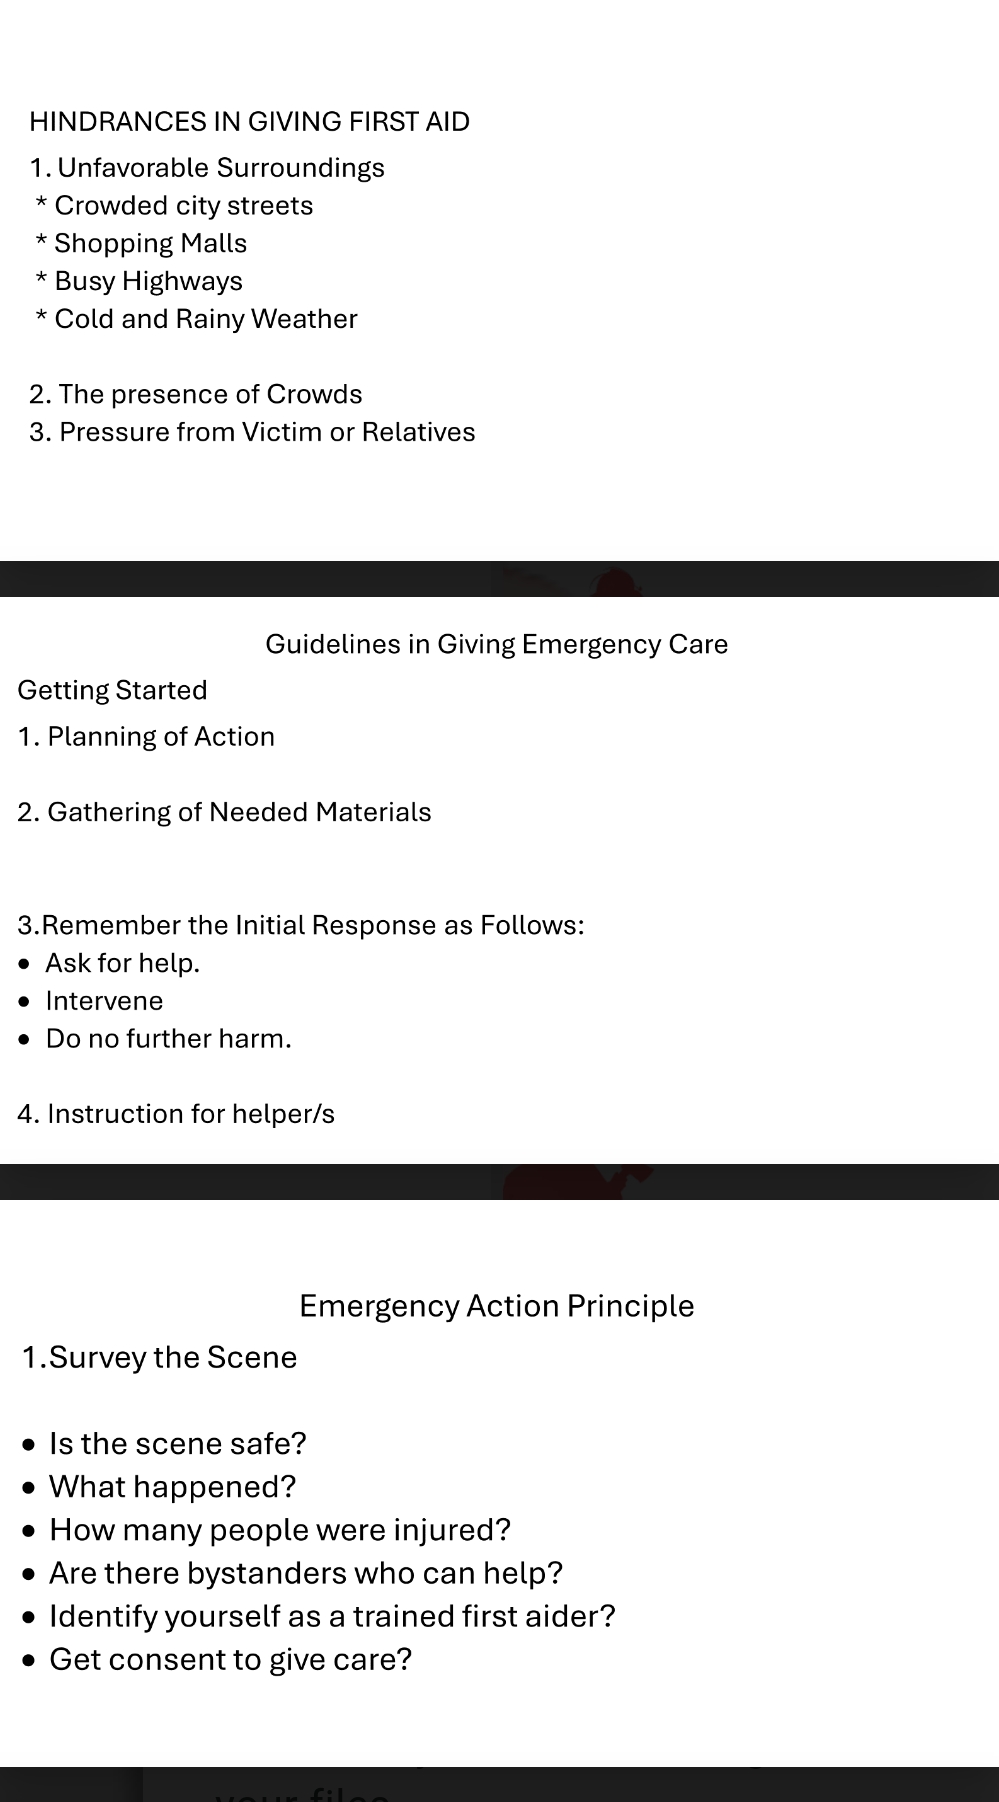 HINDRANCES IN GIVING FIRST AID
1. Unfavorable Surroundings
* Crowded city streets
* Shopping Malls
* Busy Highways
* Cold and Rainy Weather
2. The presence of Crowds
3. Pressure from Victim or Relatives
Guidelines in Giving Emergency Care
Getting Started
1. Planning of Action
2. Gathering of Needed Materials
3.Remember the Initial Response as Follows:
• Ask for help.
• Intervene
• Do no further harm.
4. Instruction for helper/s
Emergency Action Principle
1.Survey the Scene
• Is the scene safe?
• What happened?
• How many people were injured?
• Are there bystanders who can help?
• Identify yourself as a trained first aider?
• Get consent to give care?
your files